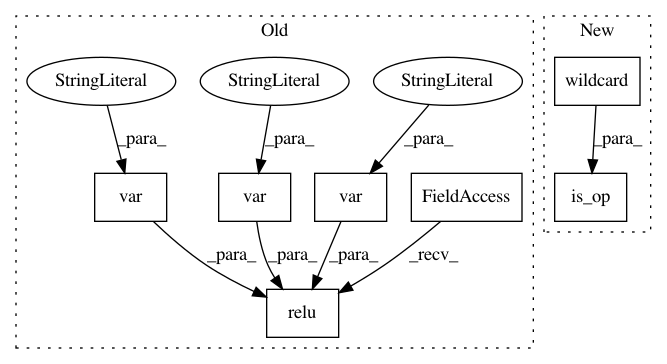 Old
New
StringLiteral
StringLiteral
StringLiteral
wildcard
_para_
_para_
_para_
_para_
var
var
var
FieldAccess
is_op
_para_
_para_
_para_
_recv_
relu